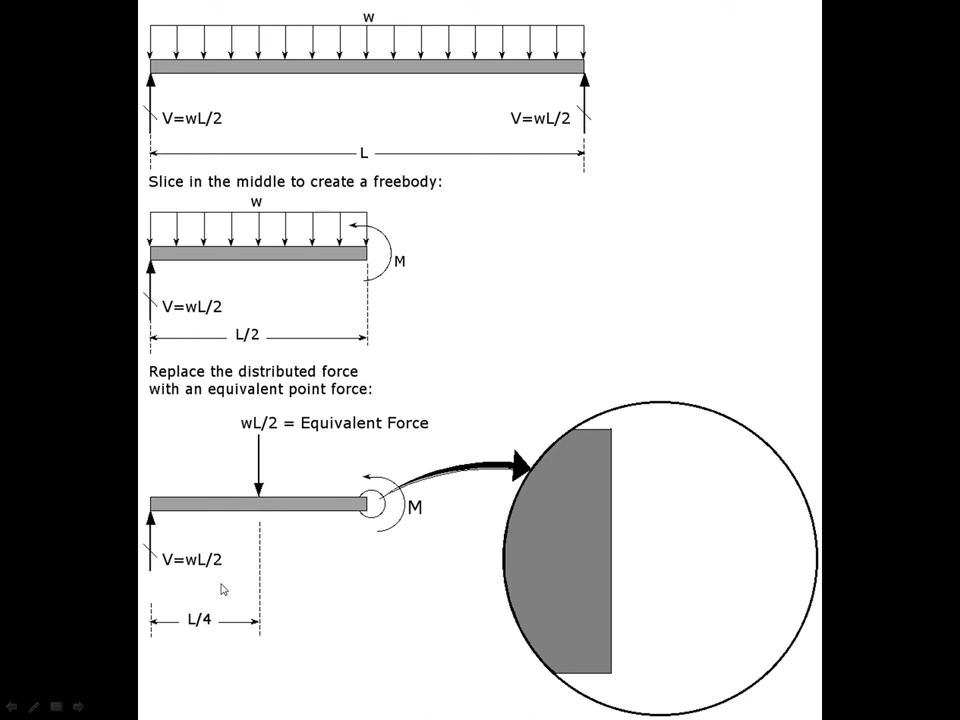 w
V=wL/2
V=wL/2
L
Slice in the middle to create a freebody:
w
M
V=wL/2
L/2
Replace the distributed force
with an equivalent point force:
wL/2 = Equivalent Force
M
V=wL/2
L/4